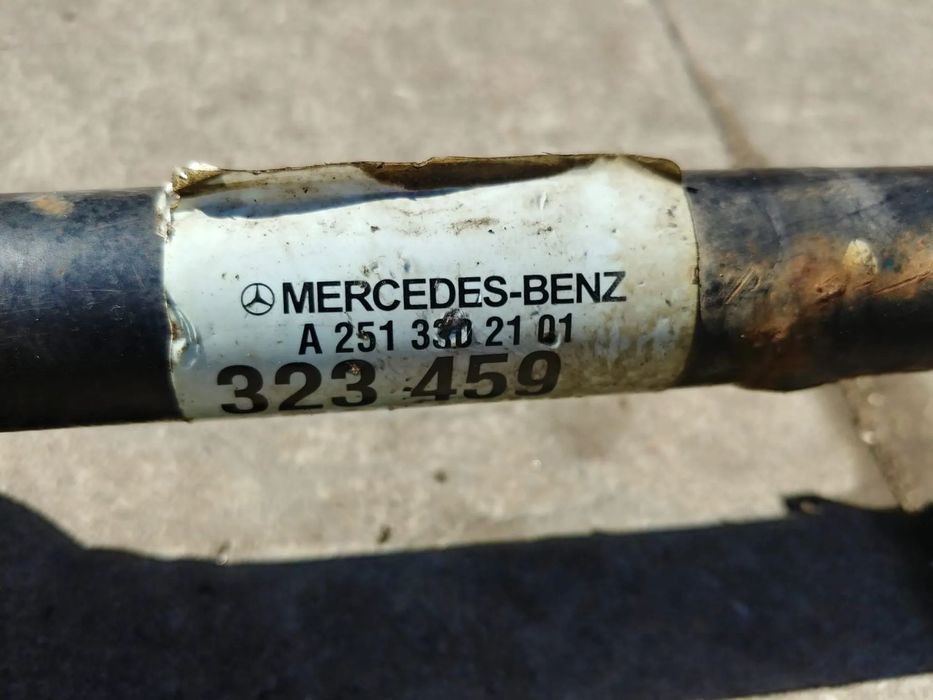 MERCEDES-BENZ
A 251 330 21 01
323 459